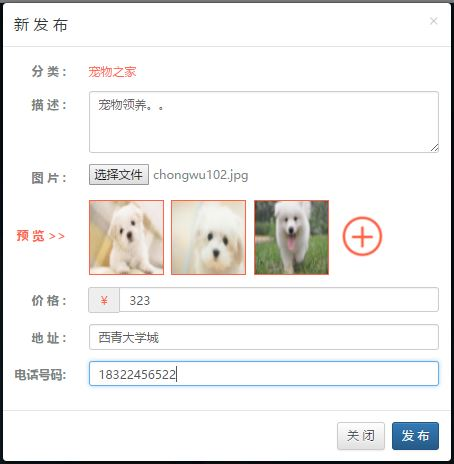 新 发 布
×
分 类： 宠物之家
描 述： 宠物领养。。
图 片： 选择文件 chongwu102.jpg
预 览 >>
价 格： ¥ 323
地 址： 西青大学城
电话号码: 18322456522
关 闭 发 布